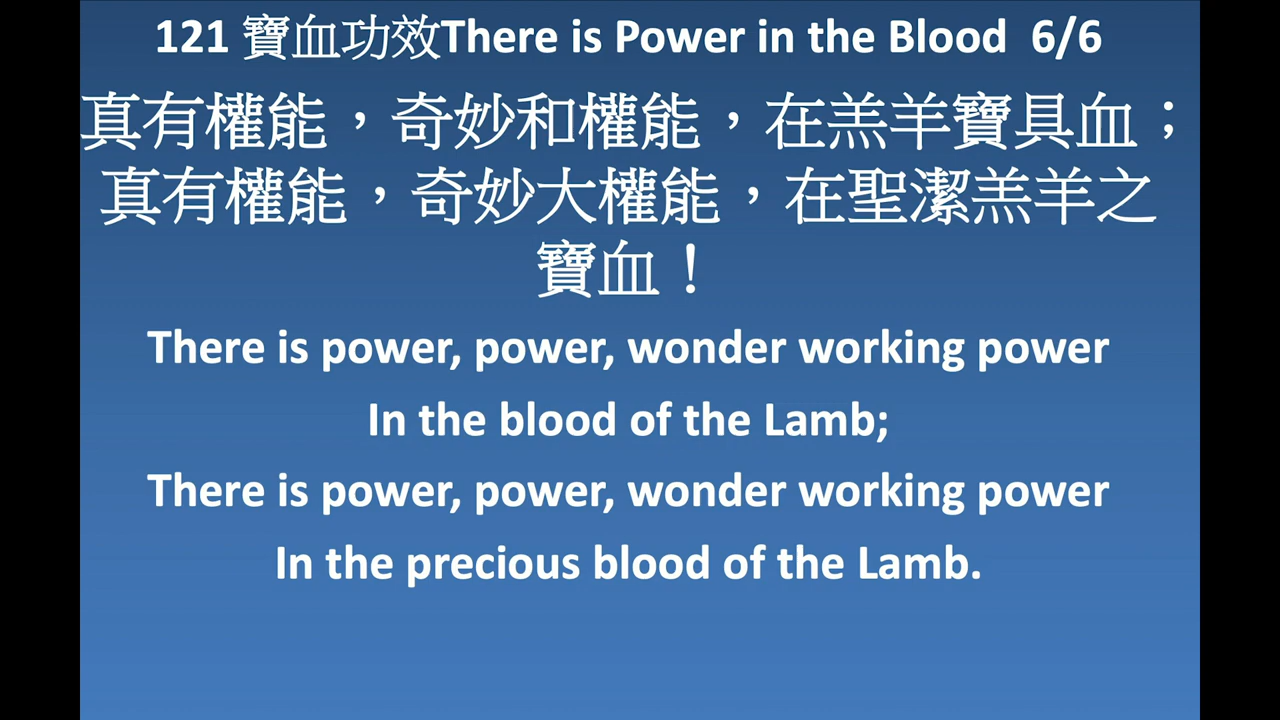 121 寶血功效There is Power in the Blood 6/6
真有權能，奇妙和權能，在羔羊寶具血；
真有權能，奇妙大權能，在聖潔羔羊之
寶血！
There is power, power, wonder working power
In the blood of the Lamb;
There is power, power, wonder working power
In the precious blood of the Lamb.